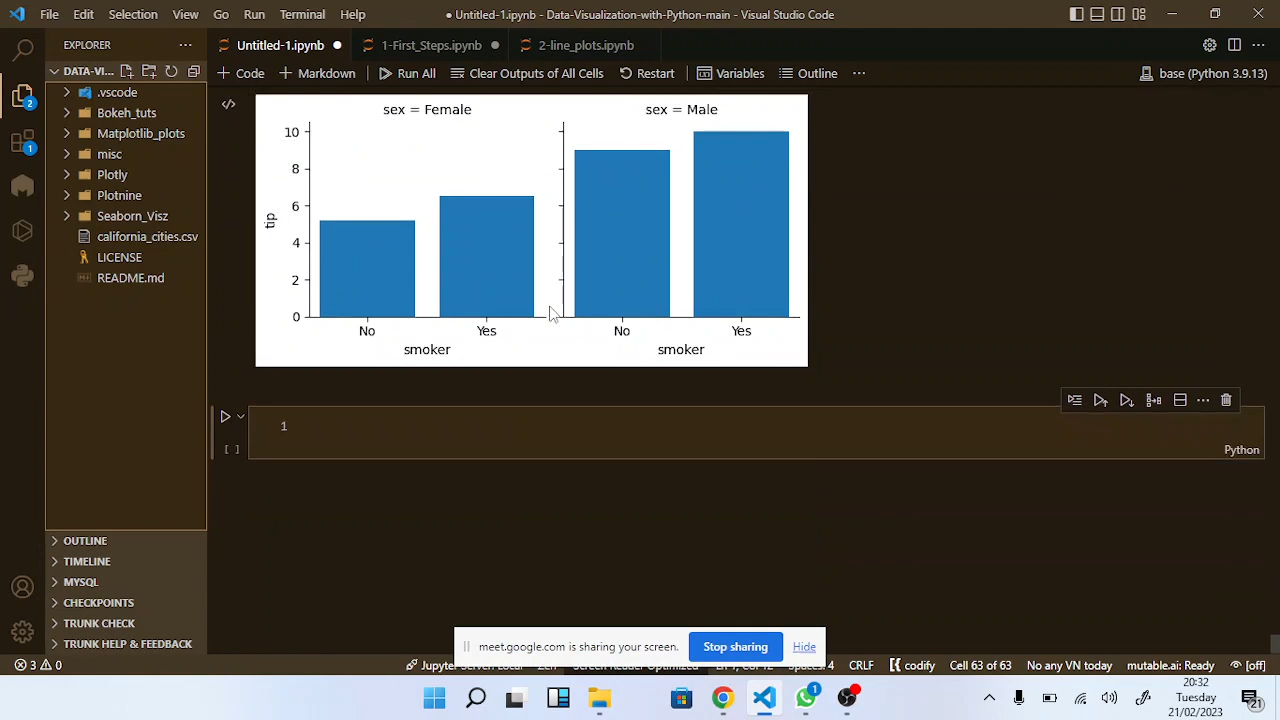 File Edit Selection View Go Run Terminal Help
● Untitled-1.ipynb - Data-Visualization-with-Python-main - Visual Studio Code
EXPLORER
Untitled-1.ipynb
1-First_Steps.ipynb
2-line_plots.ipynb
DATA-VI...
+ Code + Markdown Run All Clear Outputs of All Cells Restart Variables Outline ...
base (Python 3.9.13)
.vscode
Bokeh_tuts
Matplotlib_plots
misc
Plotly
Plotnine
Seaborn_Visz
california_cities.csv
LICENSE
README.md
2
1
sex = Female
sex = Male
10
8
6
4
2
0
tip
No Yes
No Yes
smoker
smoker
1
[ ]
Python
OUTLINE
TIMELINE
MYSQL
CHECKPOINTS
TRUNK CHECK
TRUNK HELP & FEEDBACK
meet.google.com is sharing your screen.
Stop sharing
Hide
3 0
CRLF
codify
Cell 63 of 63
No any VN today
mutable.ai: Ready
1
20:32
Tuesday
21/02/2023
21